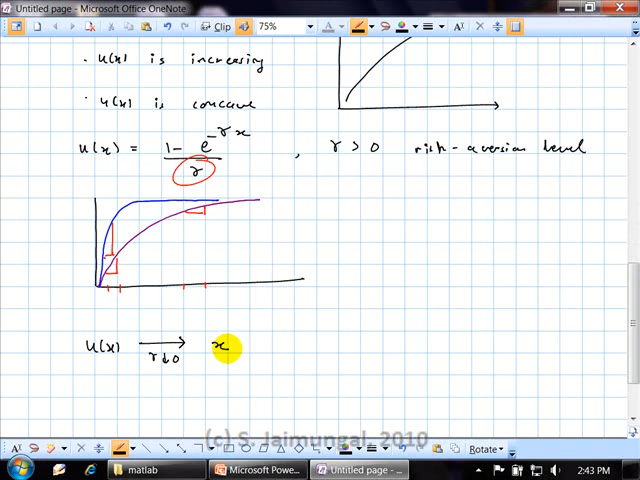 Untitled page - Microsoft Office OneNote
75%
· u(x) is increasing
· u(x) is concave
u(x) = 1 - e^-γx / γ , γ > 0 risk-aversion level
u(x) ⟶ x
γ↓0
(c) S. Jaimungal, 2010
Rotate
matlab
Microsoft Powe...
Untitled page - ...
2:43 PM